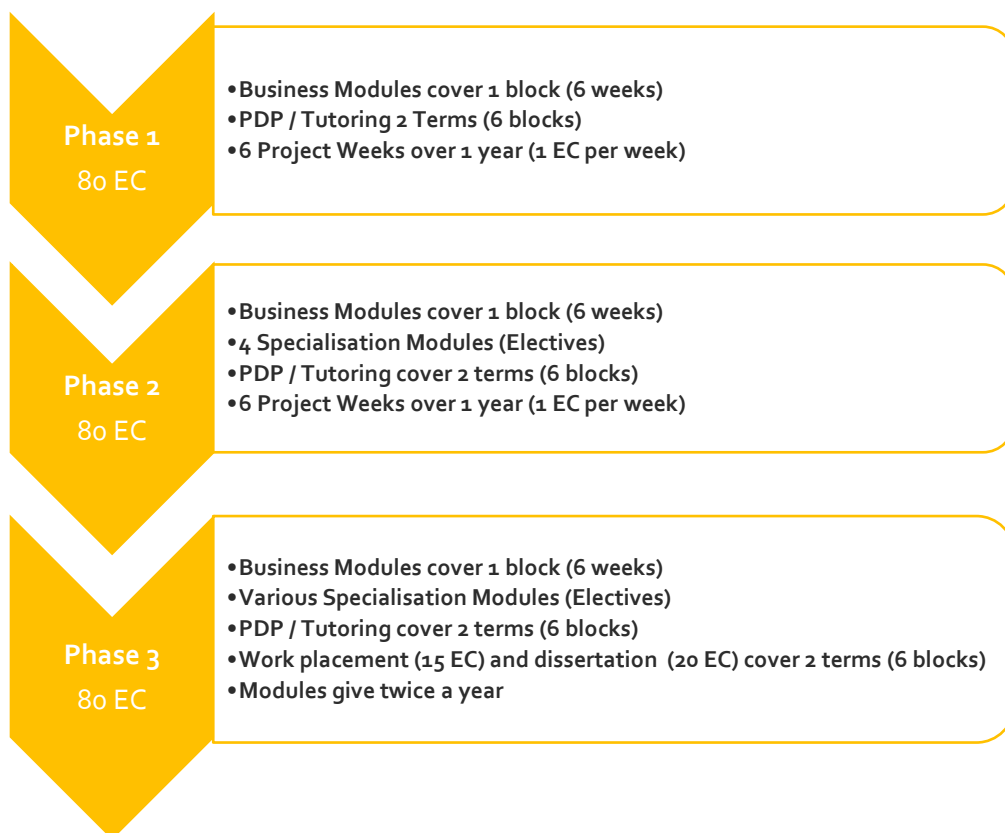 Phase 1
80 EC
•Business Modules cover 1 block (6 weeks)
•PDP / Tutoring 2 Terms (6 blocks)
•6 Project Weeks over 1 year (1 EC per week)
Phase 2
80 EC
•Business Modules cover 1 block (6 weeks)
•4 Specialisation Modules (Electives)
•PDP / Tutoring cover 2 terms (6 blocks)
•6 Project Weeks over 1 year (1 EC per week)
Phase 3
80 EC
•Business Modules cover 1 block (6 weeks)
•Various Specialisation Modules (Electives)
•PDP / Tutoring cover 2 terms (6 blocks)
•Work placement (15 EC) and dissertation (20 EC) cover 2 terms (6 blocks)
•Modules give twice a year